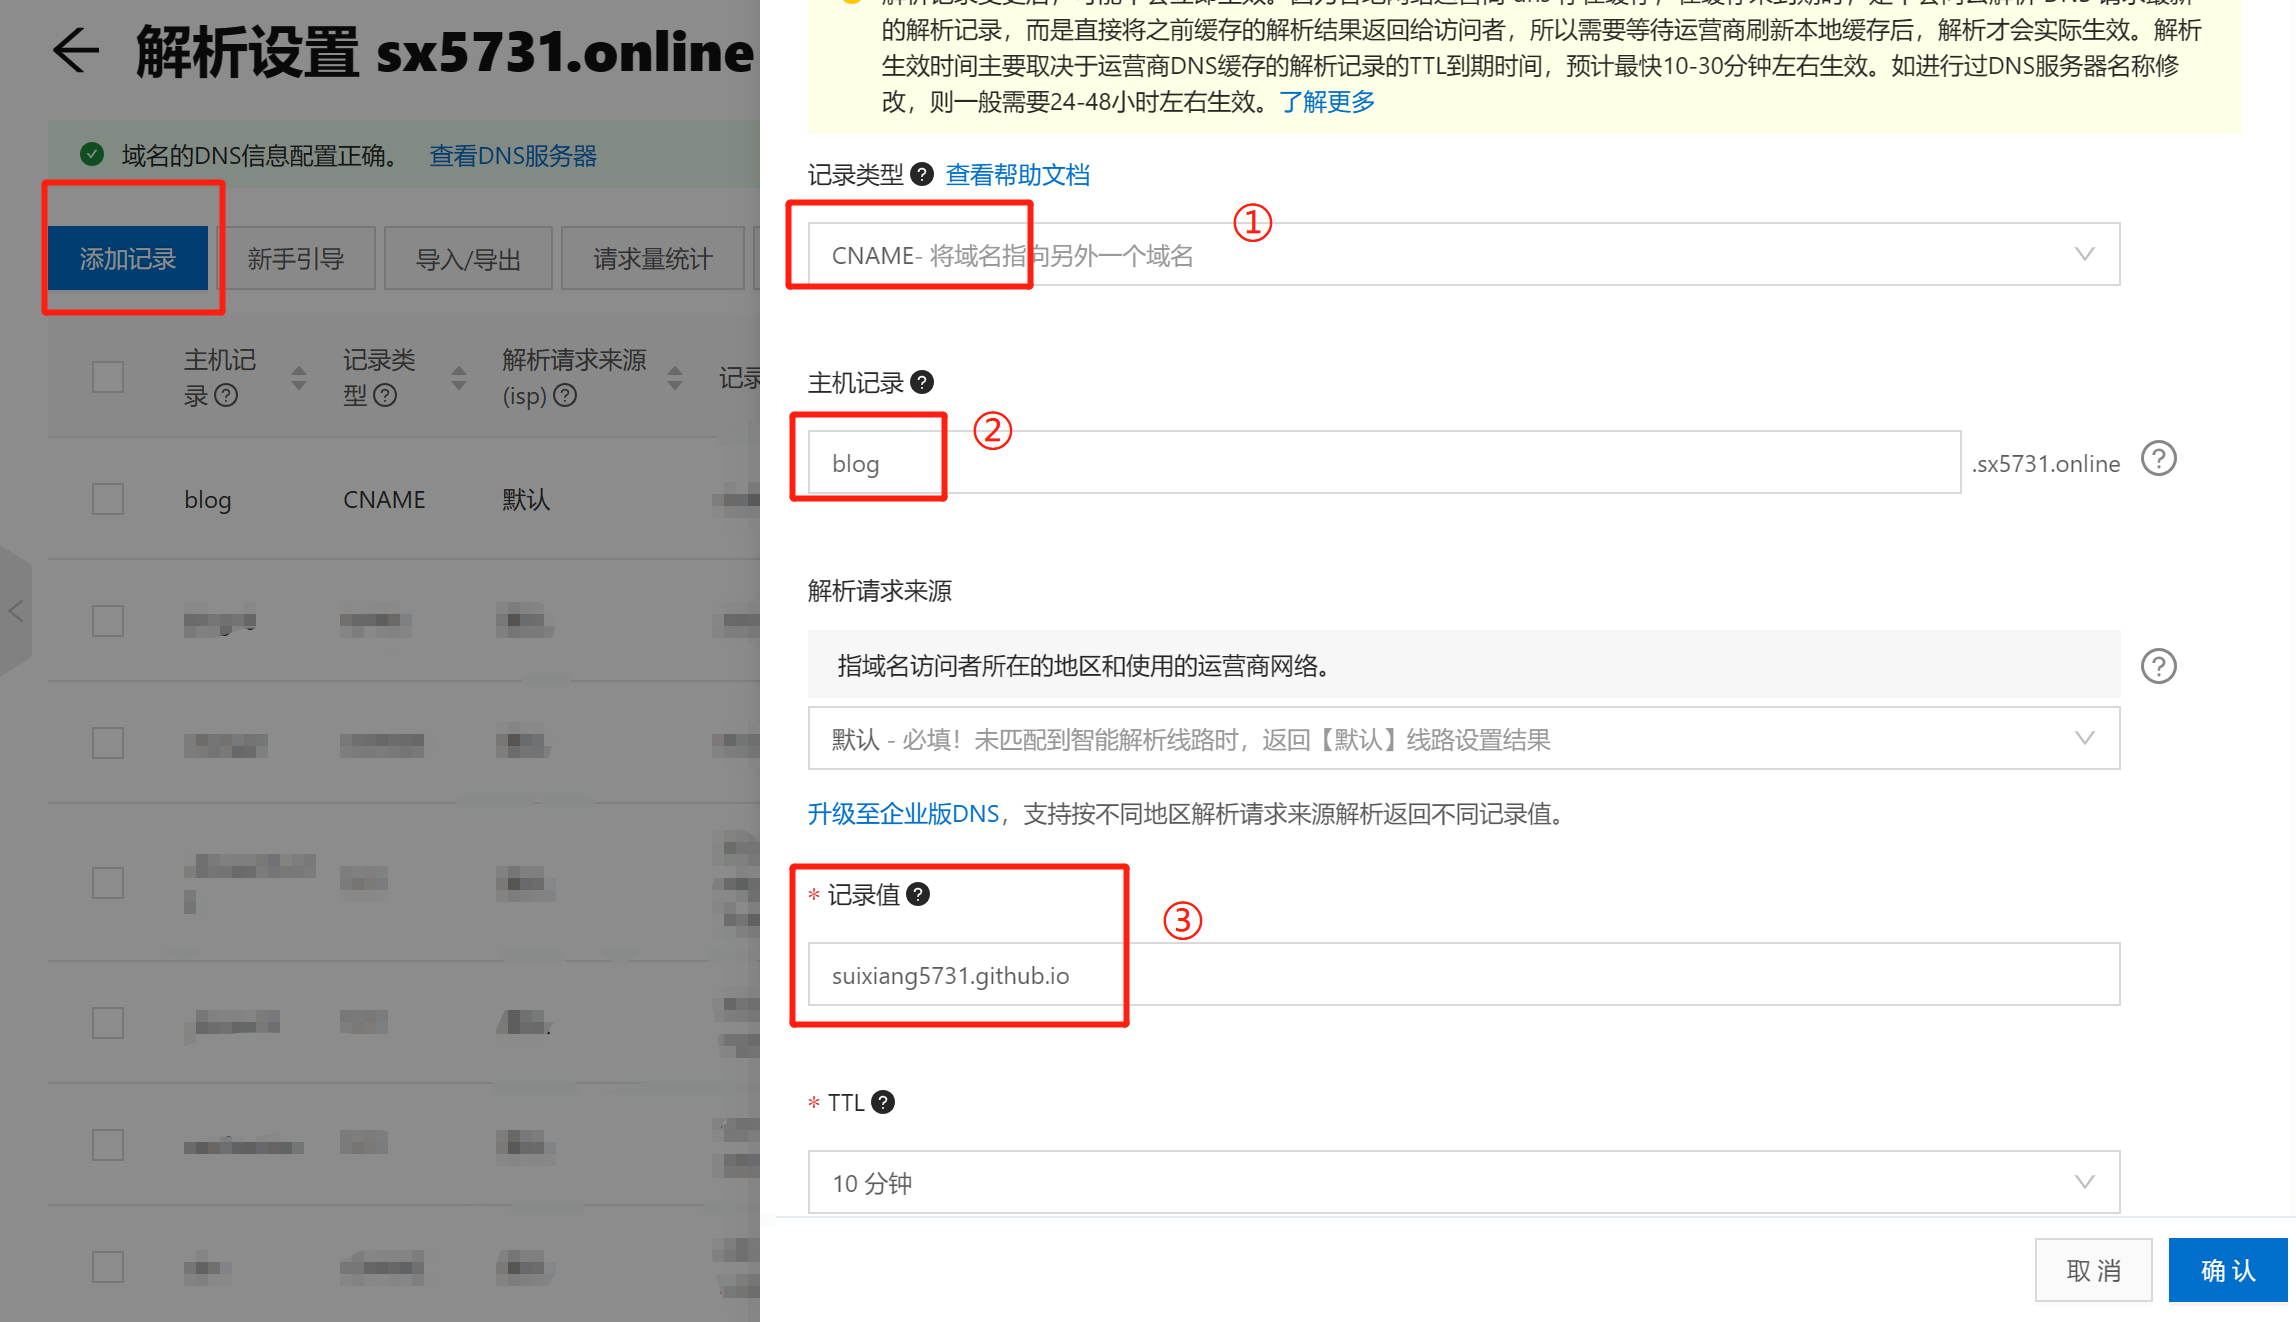 解析设置 sx5731.online
域名的DNS信息配置正确。 查看DNS服务器
添加记录
新手引导
导入/导出
请求量统计
主机记录
记录类型
解析请求来源(isp)
记录
blog
CNAME
默认
的解析记录，而是直接将之前缓存的解析结果返回给访问者，所以需要等待运营商刷新本地缓存后，解析才会实际生效。解析
生效时间主要取决于运营商DNS缓存的解析记录的TTL到期时间，预计最快10-30分钟左右生效。如进行过DNS服务器名称修
改，则一般需要24-48小时左右生效。了解更多
记录类型 ? 查看帮助文档
①
CNAME- 将域名指向另外一个域名
主机记录 ?
②
blog
.sx5731.online ?
解析请求来源
指域名访问者所在的地区和使用的运营商网络。 ?
默认 - 必填！未匹配到智能解析线路时，返回【默认】线路设置结果
升级至企业版DNS，支持按不同地区解析请求来源解析返回不同记录值。
* 记录值 ?
③
suixiang5731.github.io
* TTL ?
10 分钟
取 消
确 认